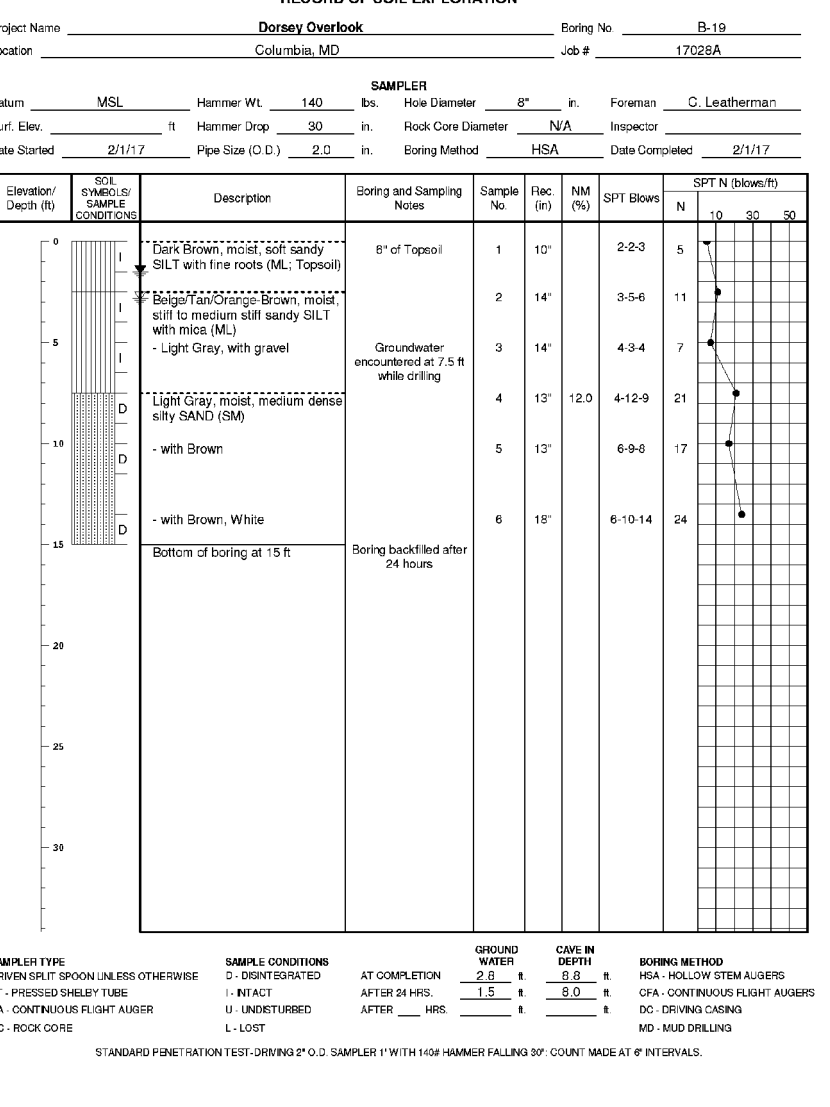 RECORD OF SOIL EXPLORATION
roject Name Dorsey Overlook Boring No. B-19
ocation Columbia, MD Job # 17028A
SAMPLER
atum MSL Hammer Wt. 140 lbs. Hole Diameter 8" in. Foreman C. Leatherman
urf. Elev. ft Hammer Drop 30 in. Rock Core Diameter N/A Inspector
ate Started 2/1/17 Pipe Size (O.D.) 2.0 in. Boring Method HSA Date Completed 2/1/17
Elevation/ Depth (ft) SOIL SYMBOLS/ SAMPLE CONDITIONS Description Boring and Sampling Notes Sample No. Rec. (in) NM (%) SPT Blows SPT N (blows/ft)
N 10 30 50
0 I Dark Brown, moist, soft sandy 6" of Topsoil 1 10" 2-2-3 5
SILT with fine roots (ML; Topsoil)
I Beige/Tan/Orange-Brown, moist, 2 14" 3-5-6 11
stiff to medium stiff sandy SILT
with mica (ML)
5 I - Light Gray, with gravel Groundwater 3 14" 4-3-4 7
encountered at 7.5 ft
while drilling
D Light Gray, moist, medium dense 4 13" 12.0 4-12-9 21
silty SAND (SM)
10 D - with Brown 5 13" 6-9-8 17
D - with Brown, White 6 18" 6-10-14 24
15 Bottom of boring at 15 ft Boring backfilled after
24 hours
20
25
30
AMPLER TYPE SAMPLE CONDITIONS GROUND WATER CAVE IN DEPTH BORING METHOD
RIVEN SPLIT SPOON UNLESS OTHERWISE D - DISINTEGRATED AT COMPLETION 2.8 ft. 8.8 ft. HSA - HOLLOW STEM AUGERS
T - PRESSED SHELBY TUBE I - INTACT AFTER 24 HRS. 1.5 ft. 8.0 ft. CFA - CONTINUOUS FLIGHT AUGERS
A - CONTINUOUS FLIGHT AUGER U - UNDISTURBED AFTER ___ HRS. ft. ft. DC - DRIVING CASING
C - ROCK CORE L - LOST MD - MUD DRILLING
STANDARD PENETRATION TEST-DRIVING 2" O.D. SAMPLER 1' WITH 140# HAMMER FALLING 30": COUNT MADE AT 6" INTERVALS.